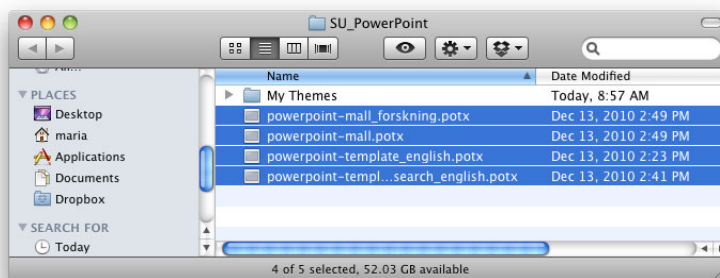 SU_PowerPoint
Name Date Modified
PLACES
Desktop
maria
Applications
Documents
Dropbox
SEARCH FOR
Today
My Themes Today, 8:57 AM
powerpoint-mall_forskning.potx Dec 13, 2010 2:49 PM
powerpoint-mall.potx Dec 13, 2010 2:49 PM
powerpoint-template_english.potx Dec 13, 2010 2:23 PM
powerpoint-templ...search_english.potx Dec 13, 2010 2:41 PM
4 of 5 selected, 52.03 GB available